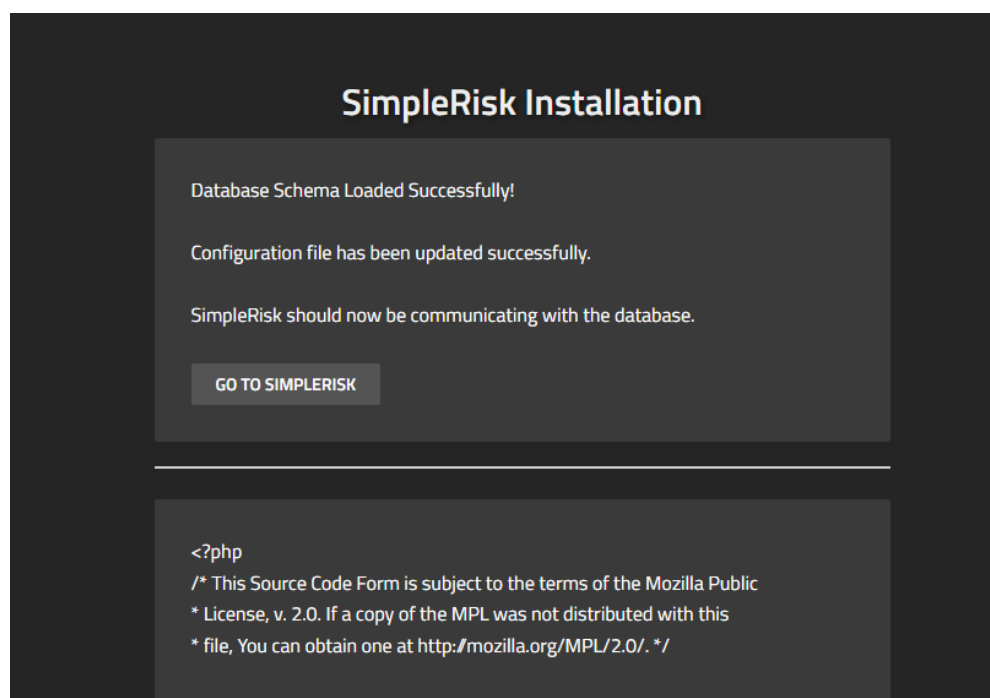 SimpleRisk Installation
Database Schema Loaded Successfully!
Configuration file has been updated successfully.
SimpleRisk should now be communicating with the database.
GO TO SIMPLERISK
<?php
/* This Source Code Form is subject to the terms of the Mozilla Public
* License, v. 2.0. If a copy of the MPL was not distributed with this
* file, You can obtain one at http://mozilla.org/MPL/2.0/. */